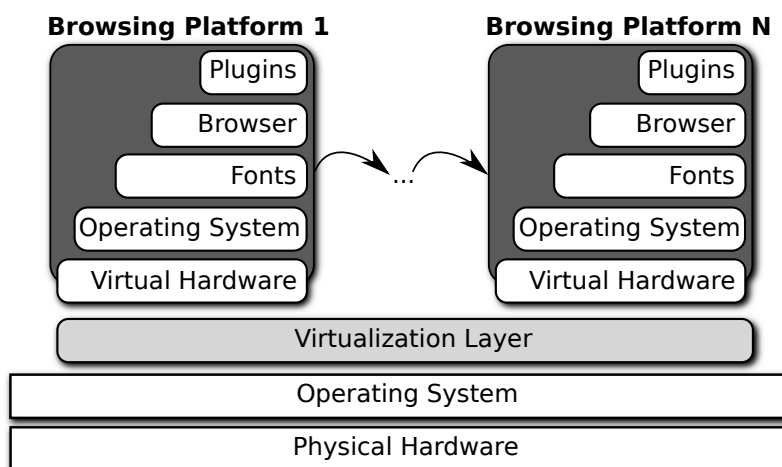 Browsing Platform 1
Plugins
Browser
Fonts
Operating System
Virtual Hardware
...
Browsing Platform N
Plugins
Browser
Fonts
Operating System
Virtual Hardware
Virtualization Layer
Operating System
Physical Hardware